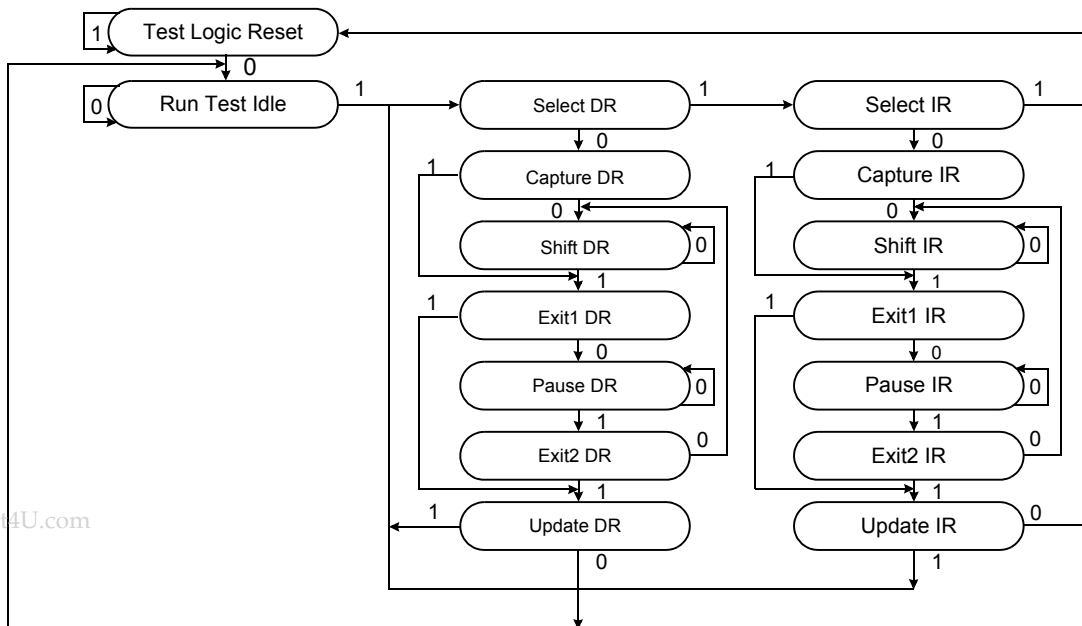 Test Logic Reset
1
0
Run Test Idle
0
1
Select DR
1
Select IR
1
0
0
Capture DR
1
Capture IR
1
0
0
Shift DR
0
Shift IR
0
1
1
Exit1 DR
1
Exit1 IR
1
0
0
Pause DR
0
Pause IR
0
1
1
Exit2 DR
0
Exit2 IR
0
1
1
Update DR
1
Update IR
0
0
1
t4U.com